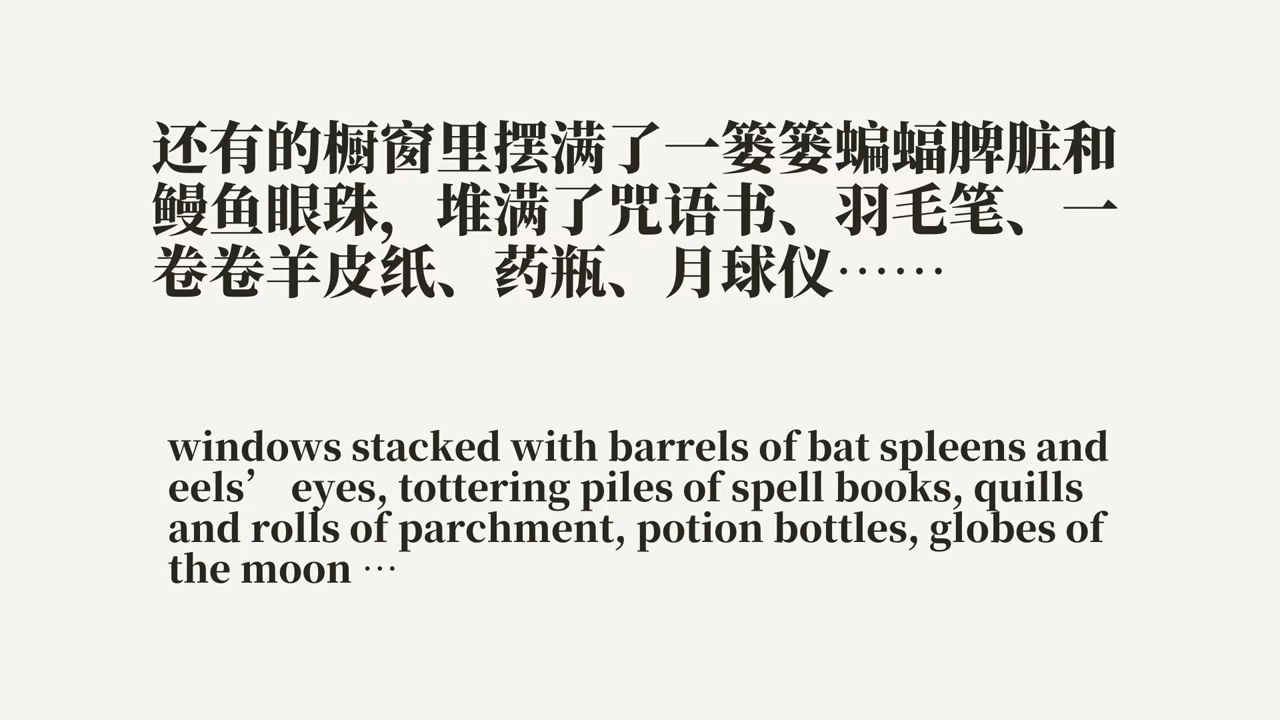 还有的橱窗里摆满了一篓篓蝙蝠脾脏和
鳗鱼眼珠，堆满了咒语书、羽毛笔、一
卷卷羊皮纸、药瓶、月球仪……
windows stacked with barrels of bat spleens and
eels’ eyes, tottering piles of spell books, quills
and rolls of parchment, potion bottles, globes of
the moon …